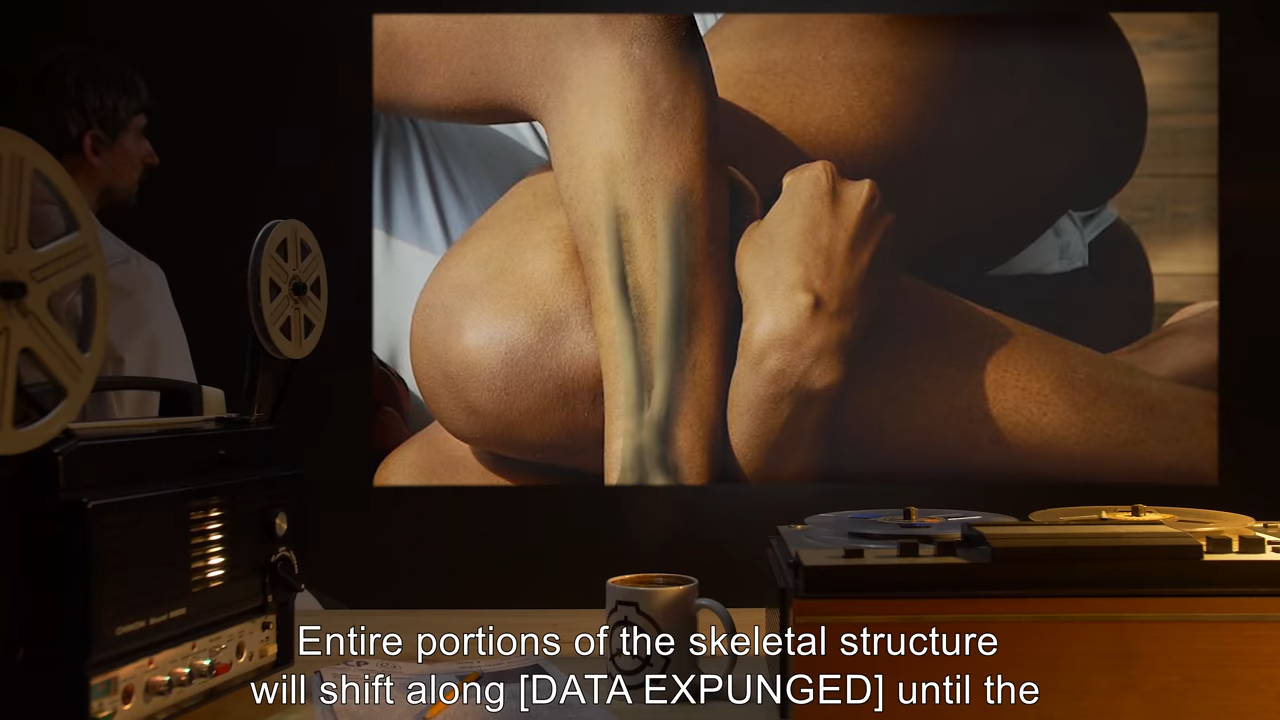 Entire portions of the skeletal structure
will shift along [DATA EXPUNGED] until the